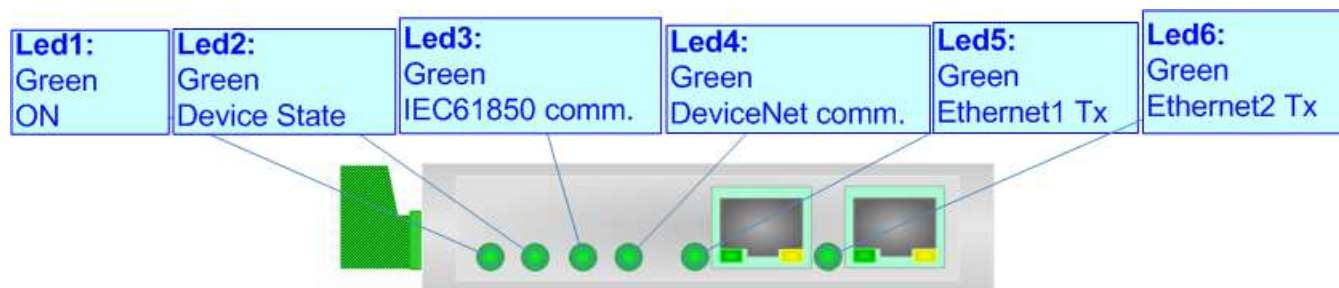 Led1:
Green
ON
Led2:
Green
Device State
Led3:
Green
IEC61850 comm.
Led4:
Green
DeviceNet comm.
Led5:
Green
Ethernet1 Tx
Led6:
Green
Ethernet2 Tx